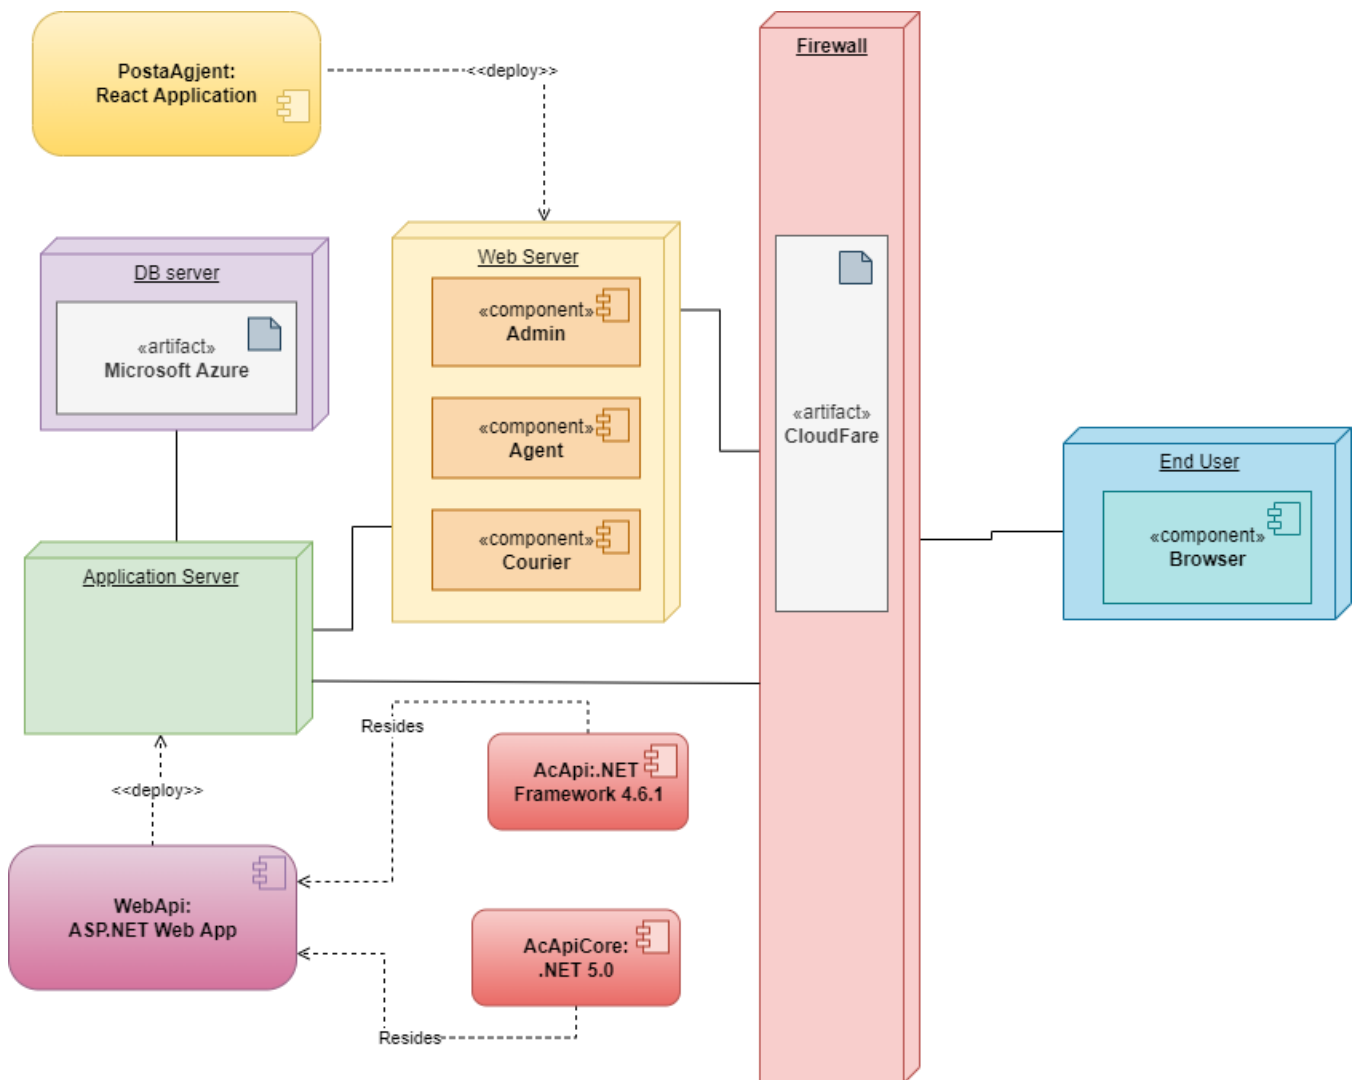 PostaAgjent:
React Application
<<deploy>>
Firewall
DB server
«artifact»
Microsoft Azure
Web Server
«component»
Admin
«component»
Agent
«component»
Courier
«artifact»
CloudFare
End User
«component»
Browser
Application Server
Resides
AcApi:.NET
Framework 4.6.1
<<deploy>>
WebApi:
ASP.NET Web App
AcApiCore:
.NET 5.0
Resides